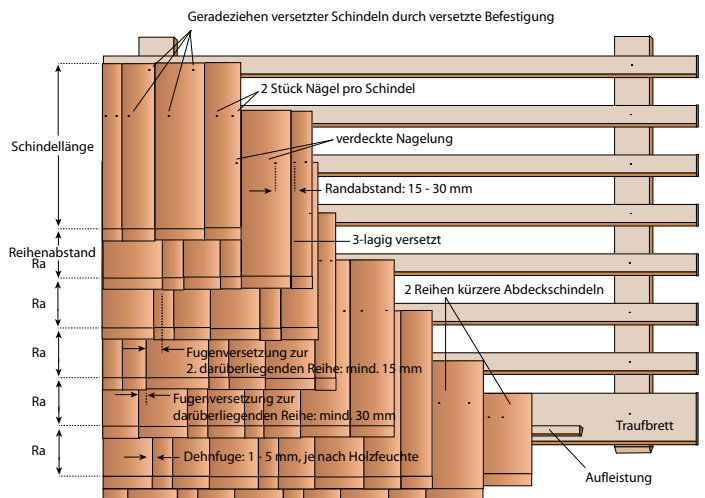 Geradeziehen versetzter Schindeln durch versetzte Befestigung
2 Stück Nägel pro Schindel
Schindellänge
verdeckte Nagelung
Randabstand: 15 - 30 mm
3-lagig versetzt
Reihenabstand
Ra
2 Reihen kürzere Abdeckschindeln
Ra
Ra
Fugenversetzung zur
2. darüberliegenden Reihe: mind. 15 mm
Ra
Fugenversetzung zur
darüberliegenden Reihe: mind. 30 mm
Traufbrett
Ra
Dehnfuge: 1 - 5 mm, je nach Holzfeuchte
Aufleistung